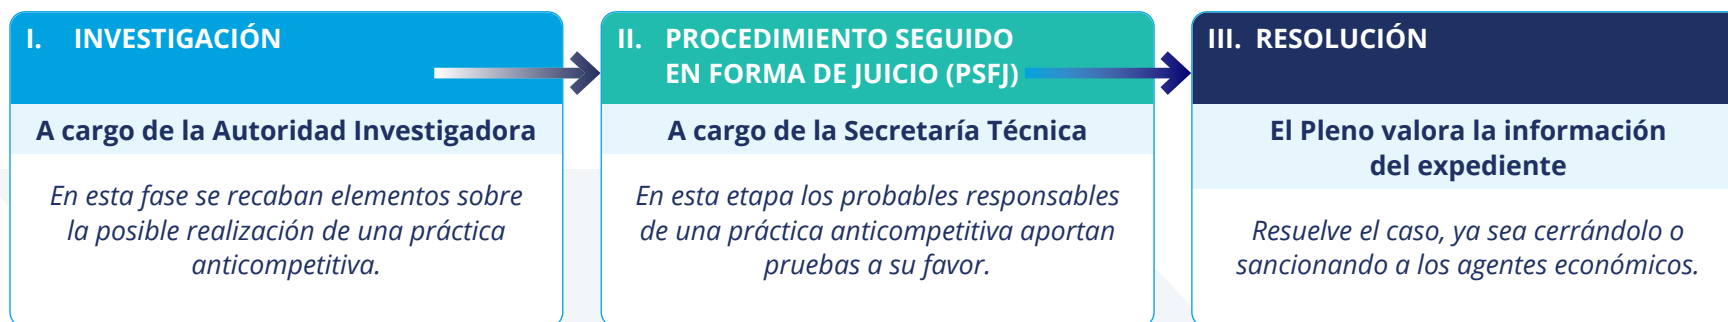 I. INVESTIGACIÓN
A cargo de la Autoridad Investigadora
En esta fase se recaban elementos sobre
la posible realización de una práctica
anticompetitiva.
II. PROCEDIMIENTO SEGUIDO
EN FORMA DE JUICIO (PSFJ)
A cargo de la Secretaría Técnica
En esta etapa los probables responsables
de una práctica anticompetitiva aportan
pruebas a su favor.
III. RESOLUCIÓN
El Pleno valora la información
del expediente
Resuelve el caso, ya sea cerrándolo o
sancionando a los agentes económicos.